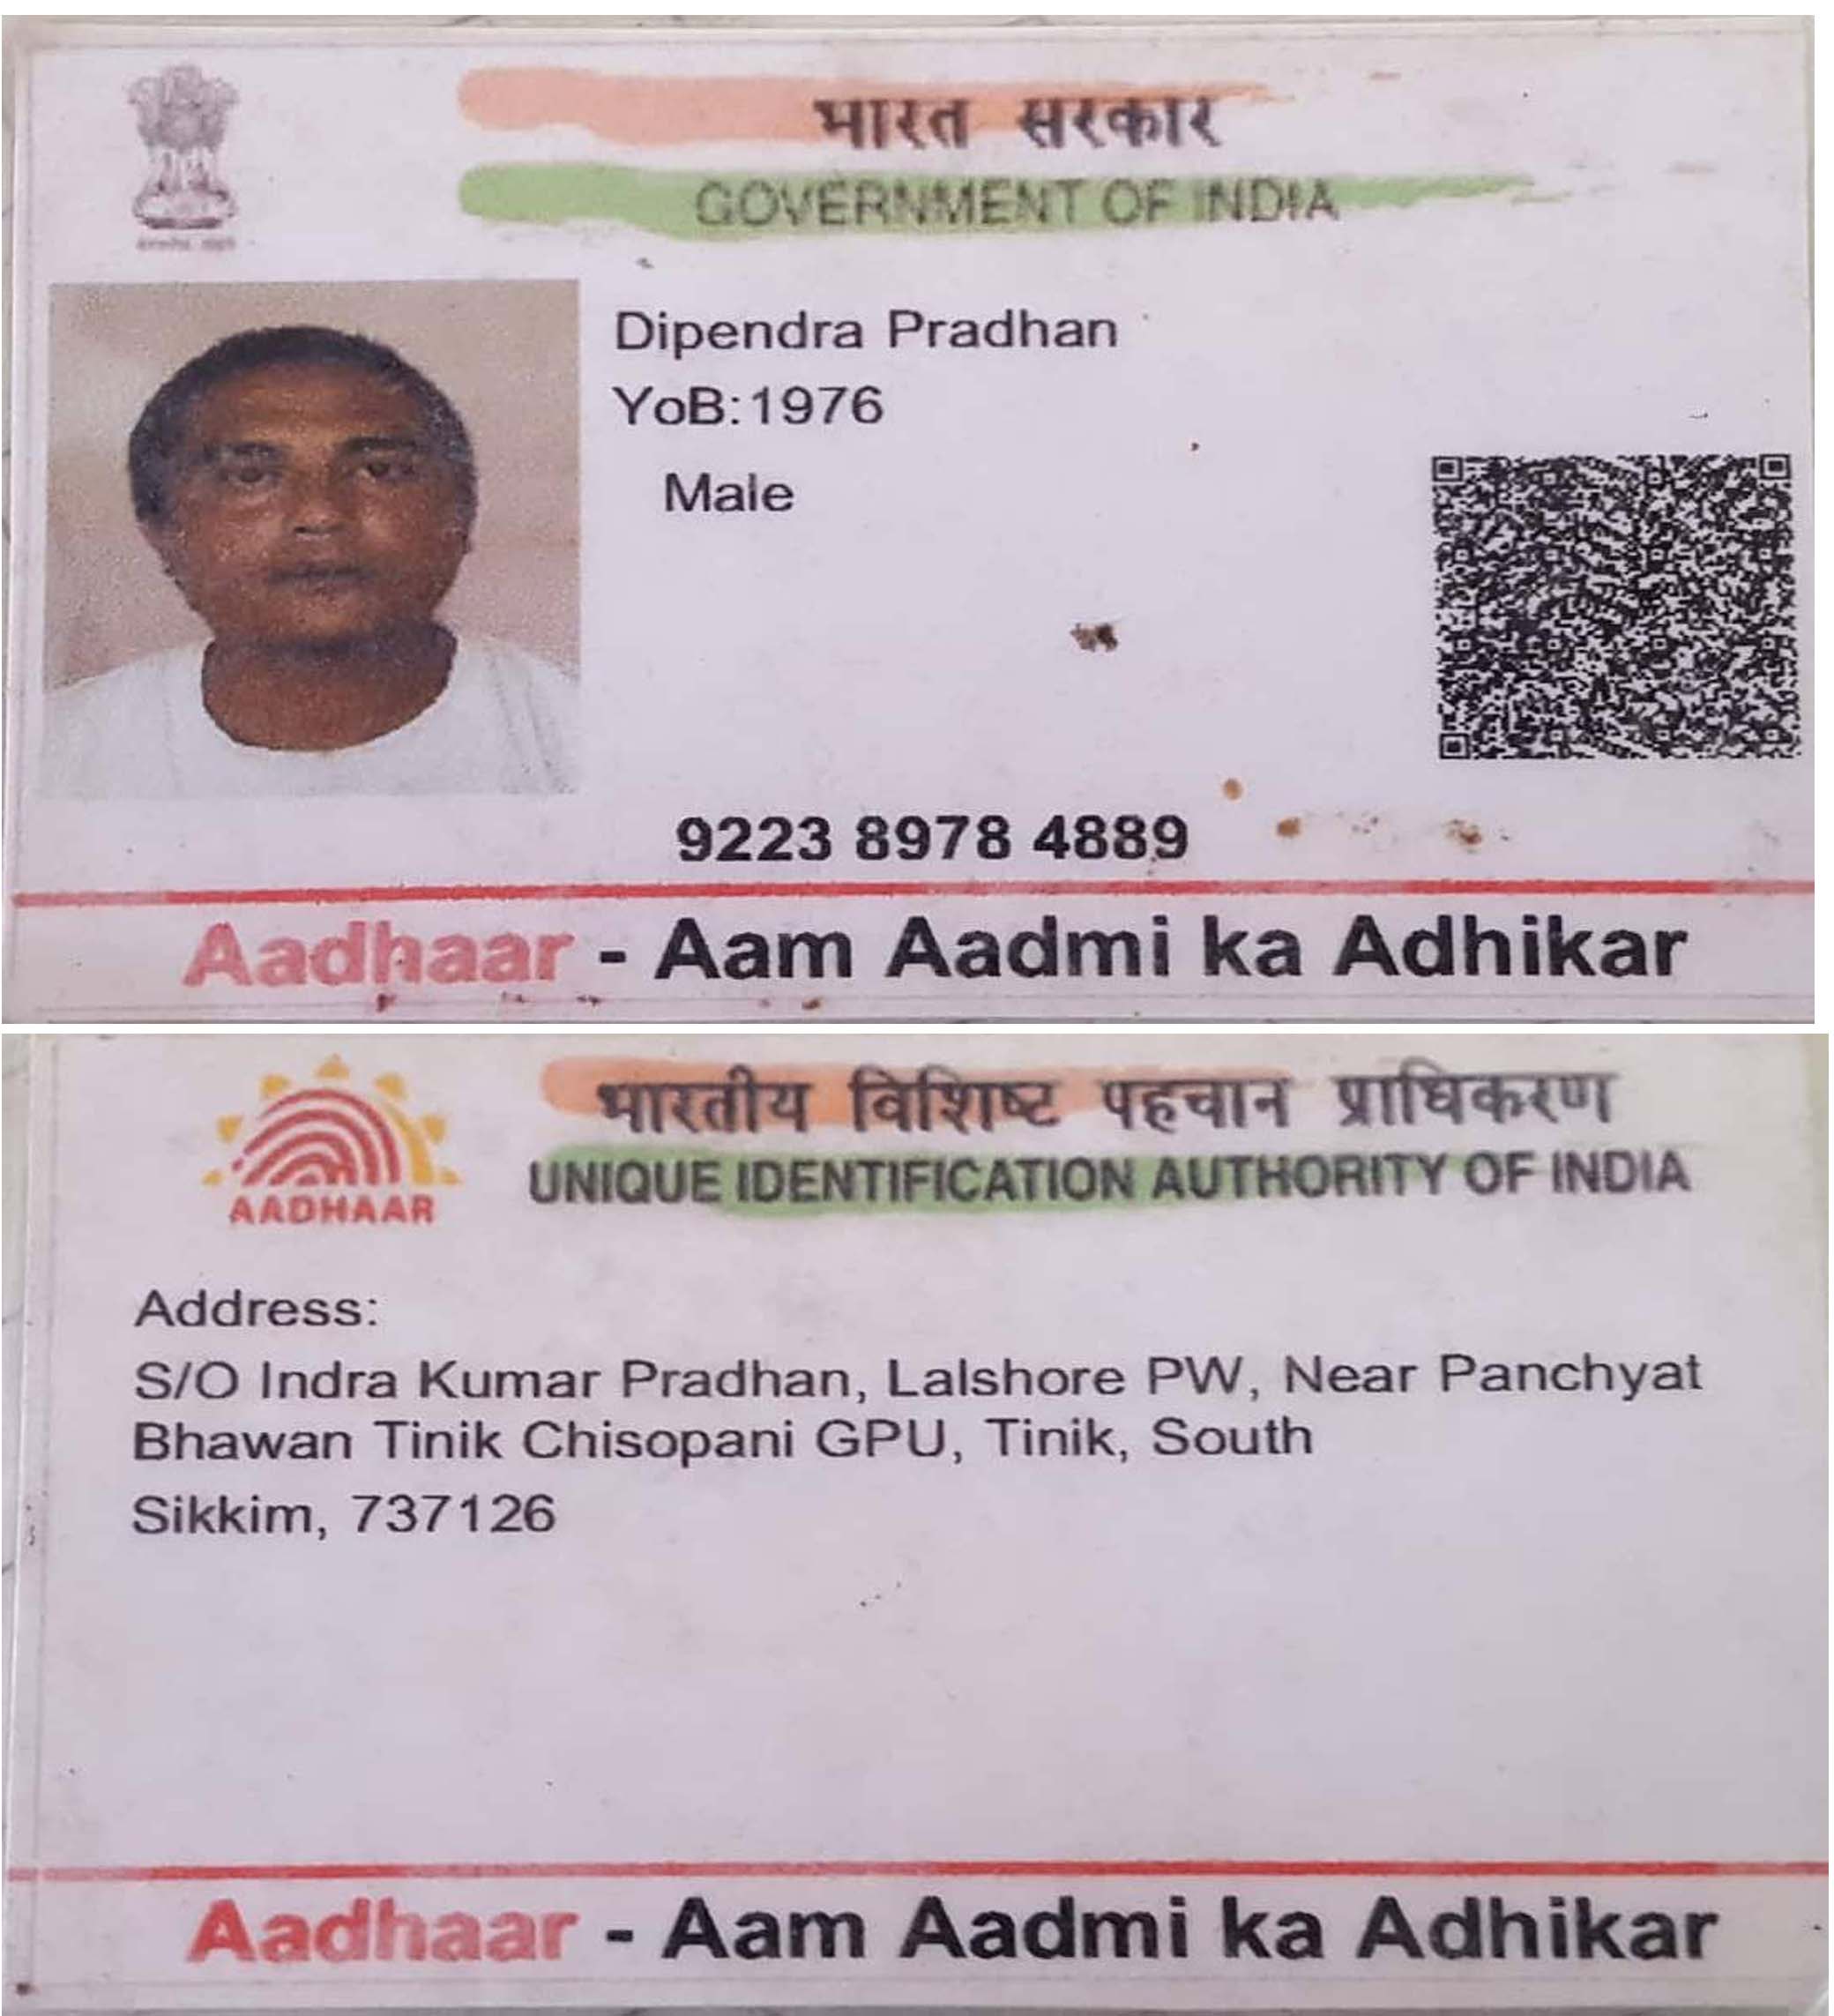 भारत सरकार
GOVERNMENT OF INDIA
Dipendra Pradhan
YoB:1976
Male
9223 8978 4889
Aadhaar - Aam Aadmi ka Adhikar
भारतीय विशिष्ट पहचान प्राधिकरण
UNIQUE IDENTIFICATION AUTHORITY OF INDIA
AADHAAR
Address:
S/O Indra Kumar Pradhan, Lalshore PW, Near Panchyat
Bhawan Tinik Chisopani GPU, Tinik, South
Sikkim, 737126
Aadhaar - Aam Aadmi ka Adhikar